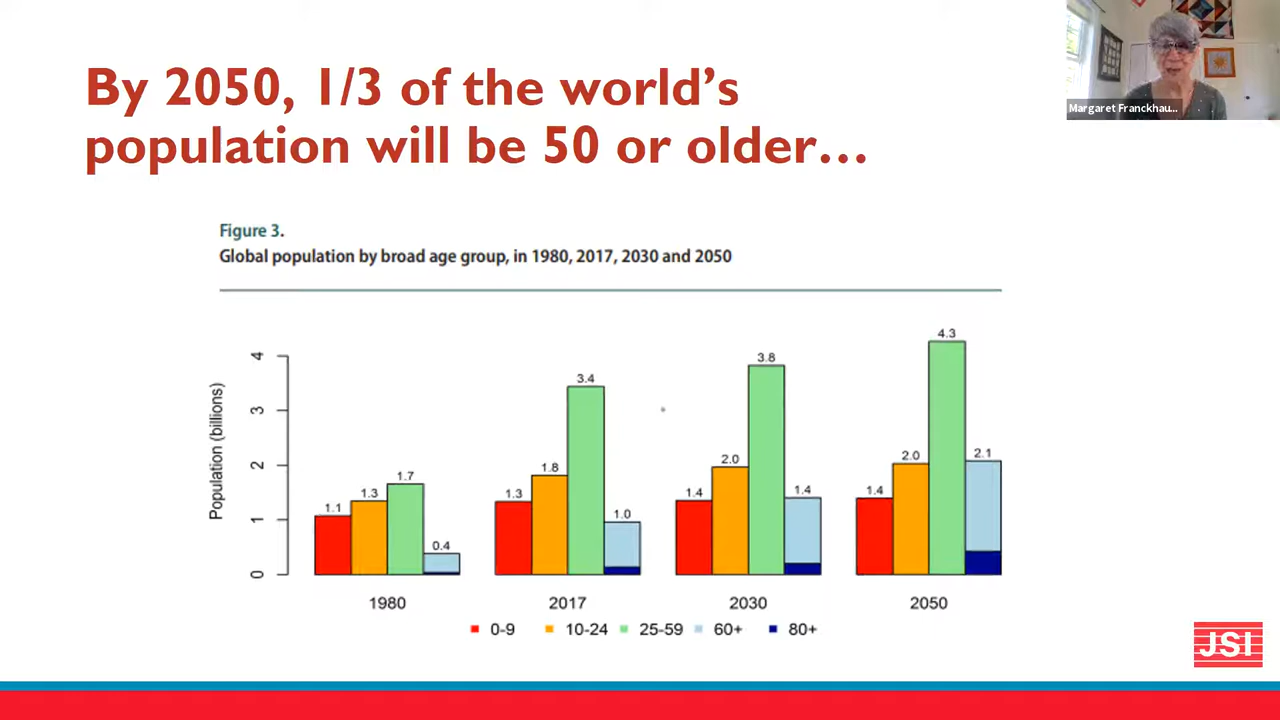 By 2050, 1/3 of the world's
population will be 50 or older…
Margaret Franckhau...
Figure 3.
Global population by broad age group, in 1980, 2017, 2030 and 2050
Population (billions)
4
3
2
1
0
1.1
1.3
1.7
0.4
1.3
1.8
3.4
1.0
1.4
2.0
3.8
1.4
1.4
2.0
4.3
2.1
1980 2017 2030 2050
0-9 10-24 25-59 60+ 80+
JSI